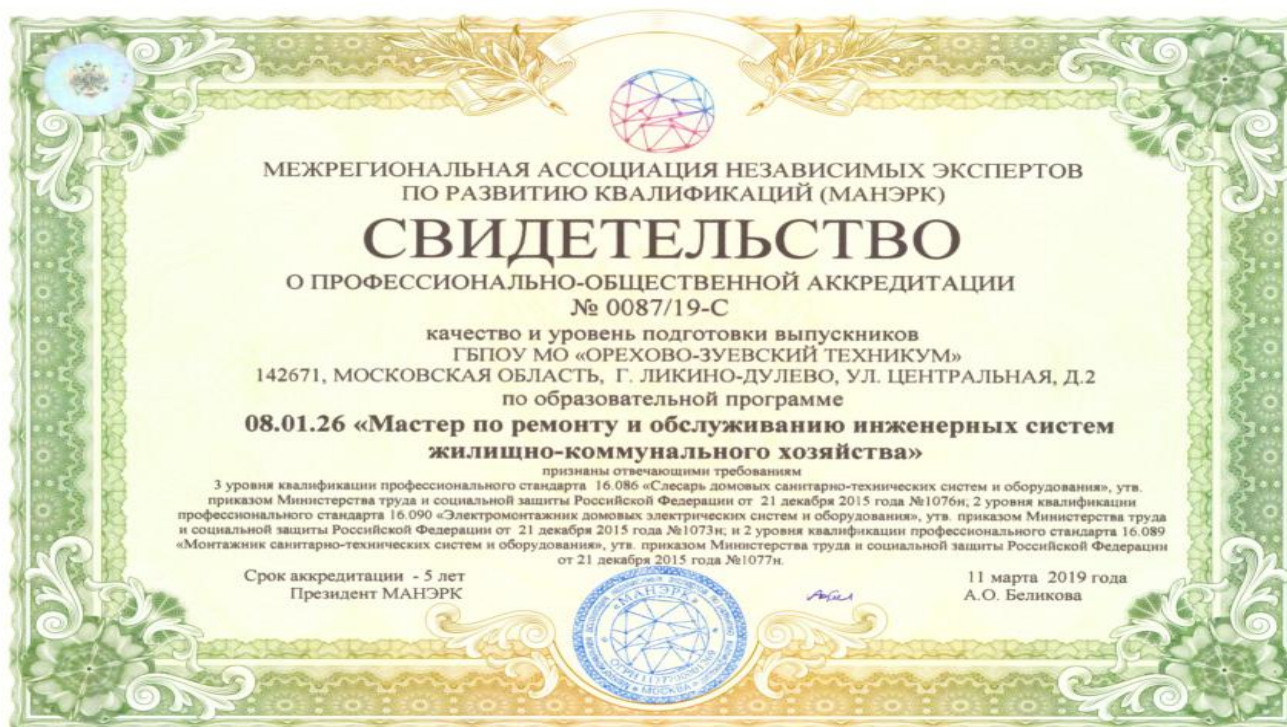 МЕЖРЕГИОНАЛЬНАЯ АССОЦИАЦИЯ НЕЗАВИСИМЫХ ЭКСПЕРТОВ
ПО РАЗВИТИЮ КВАЛИФИКАЦИЙ (МАНЭРК)
СВИДЕТЕЛЬСТВО
О ПРОФЕССИОНАЛЬНО-ОБЩЕСТВЕННОЙ АККРЕДИТАЦИИ
№ 0087/19-С
качество и уровень подготовки выпускников
ГБПОУ МО «ОРЕХОВО-ЗУЕВСКИЙ ТЕХНИКУМ»
142671, МОСКОВСКАЯ ОБЛАСТЬ, Г. ЛИКИНО-ДУЛЕВО, УЛ. ЦЕНТРАЛЬНАЯ, Д.2
по образовательной программе
08.01.26 «Мастер по ремонту и обслуживанию инженерных систем
жилищно-коммунального хозяйства»
признаны отвечающими требованиям
3 уровня квалификации профессионального стандарта 16.086 «Слесарь домовых санитарно-технических систем и оборудования», утв.
приказом Министерства труда и социальной защиты Российской Федерации от 21 декабря 2015 года №1076н; 2 уровня квалификации
профессионального стандарта 16.090 «Электромонтажник домовых электрических систем и оборудования», утв. приказом Министерства труда
и социальной защиты Российской Федерации от 21 декабря 2015 года №1073н; и 2 уровня квалификации профессионального стандарта 16.089
«Монтажник санитарно-технических систем и оборудования», утв. приказом Министерства труда и социальной защиты Российской Федерации
от 21 декабря 2015 года №1077н.
Срок аккредитации - 5 лет
11 марта 2019 года
Президент МАНЭРК
А.О. Беликова
«МАНЭРК»
МОСКВА